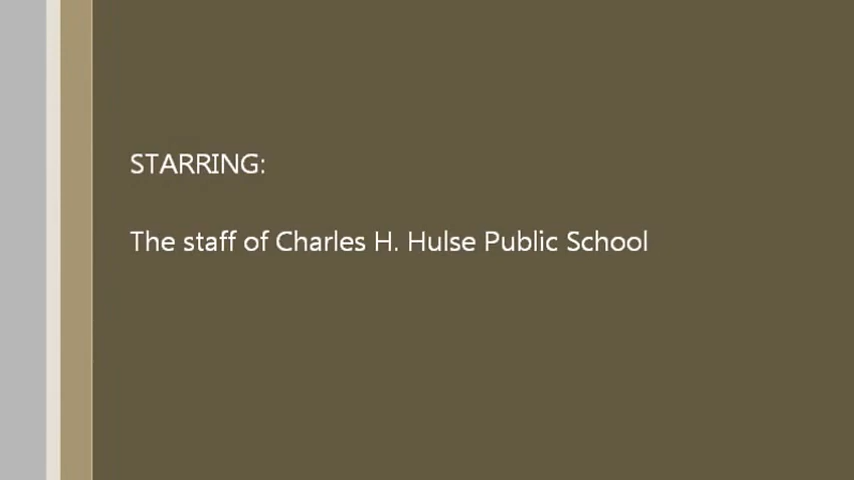 STARRING:
The staff of Charles H. Hulse Public School